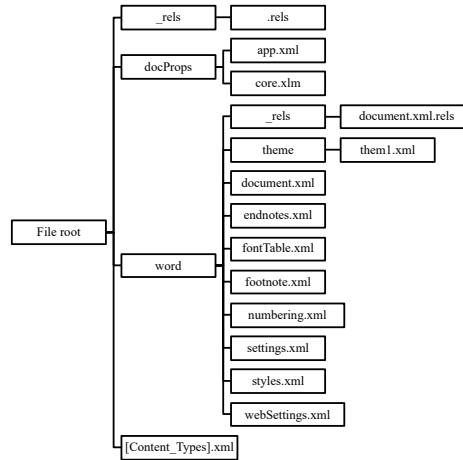 _rels
.rels
docProps
app.xml
core.xlm
File root
word
_rels
document.xml.rels
theme
them1.xml
document.xml
endnotes.xml
fontTable.xml
footnote.xml
numbering.xml
settings.xml
styles.xml
webSettings.xml
[Content_Types].xml